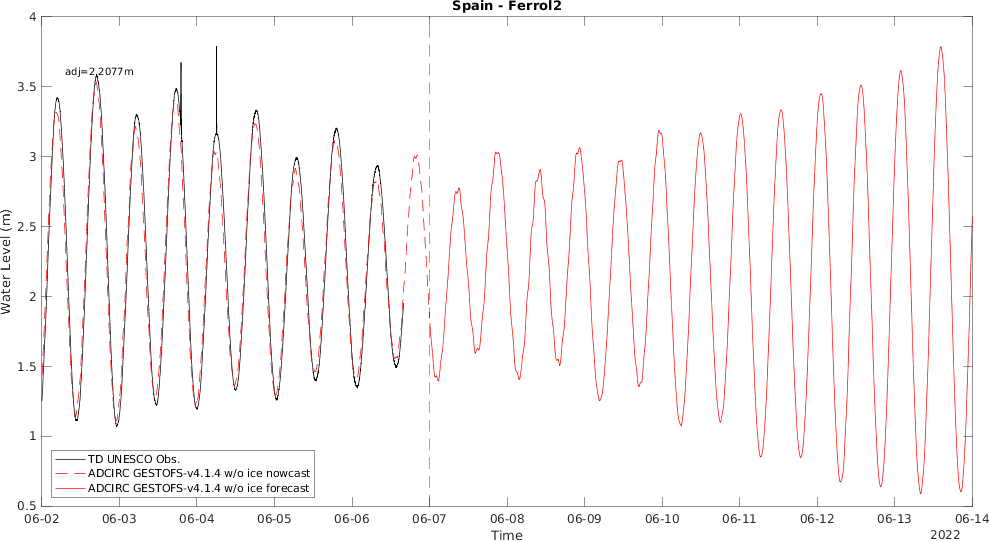 Spain - Ferrol2
4
3.5
3
2.5
2
1.5
1
0.5
Water Level (m)
adj=2.2077m
TD UNESCO Obs.
ADCIRC GESTOFS-v4.1.4 w/o ice nowcast
ADCIRC GESTOFS-v4.1.4 w/o ice forecast
06-02 06-03 06-04 06-05 06-06 06-07 06-08 06-09 06-10 06-11 06-12 06-13 06-14
Time
2022